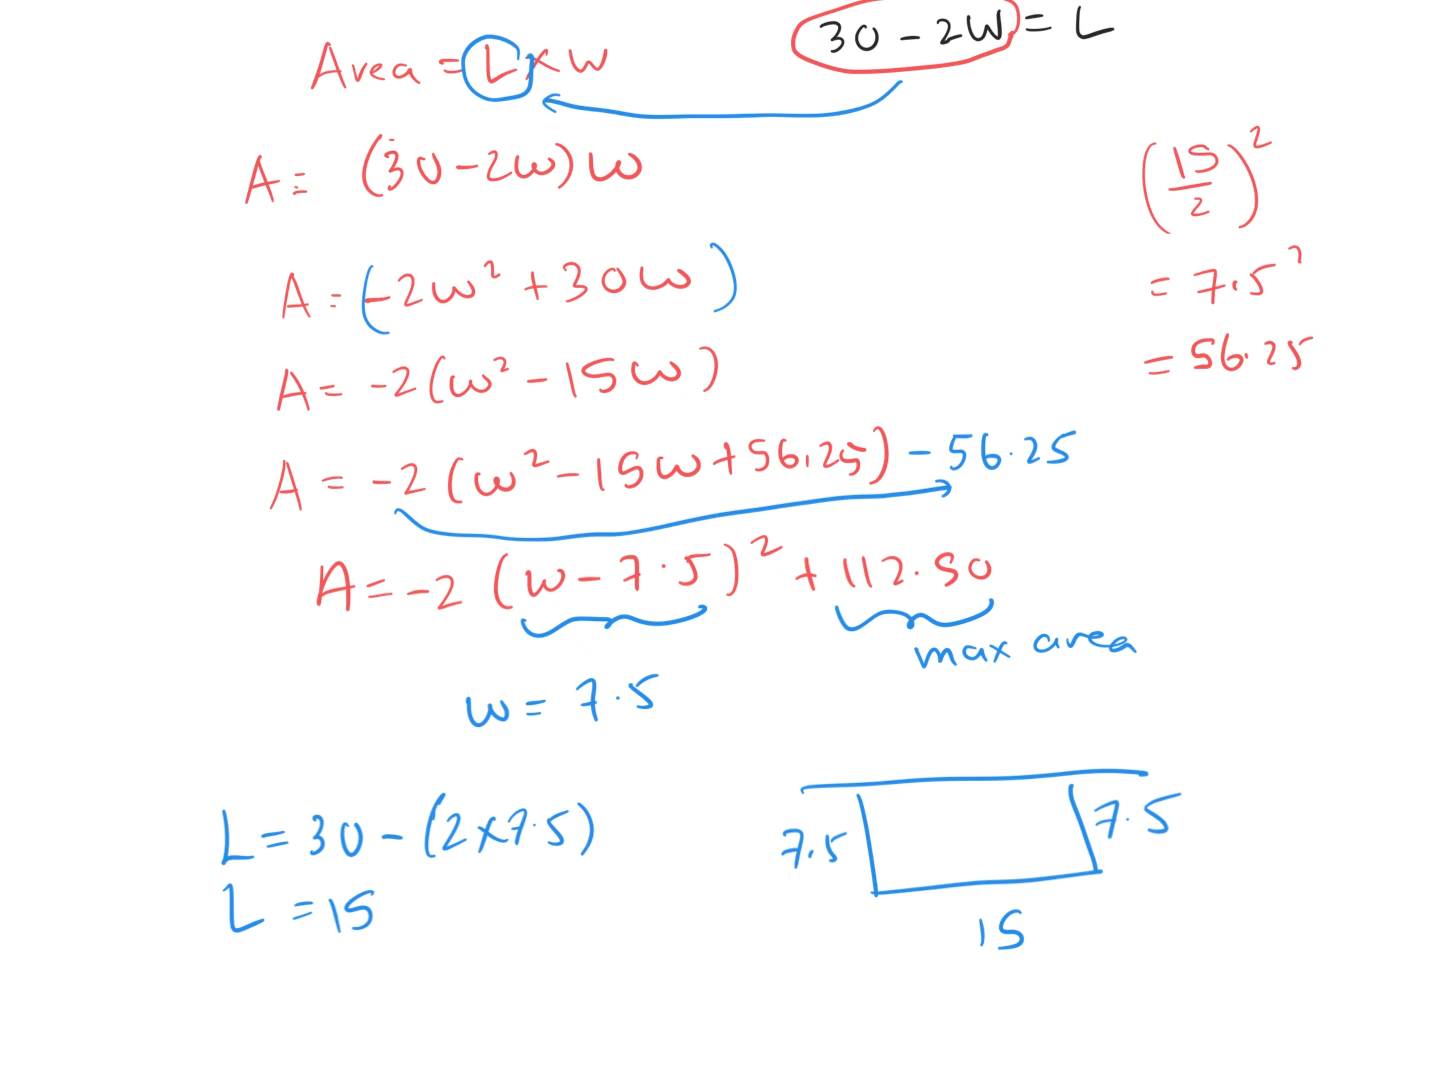 30 - 2W = L
Area = L x w
A = (30 - 2w) w
A = (-2w² + 30w)
A = -2(w² - 15w)
A = -2(w² - 15w + 56.25) - 56.25
A = -2(w - 7.5)² + 112.50
max area
w = 7.5
L = 30 - (2x7.5)
L = 15
(15/2)²
= 7.5²
= 56.25
7.5
7.5
15